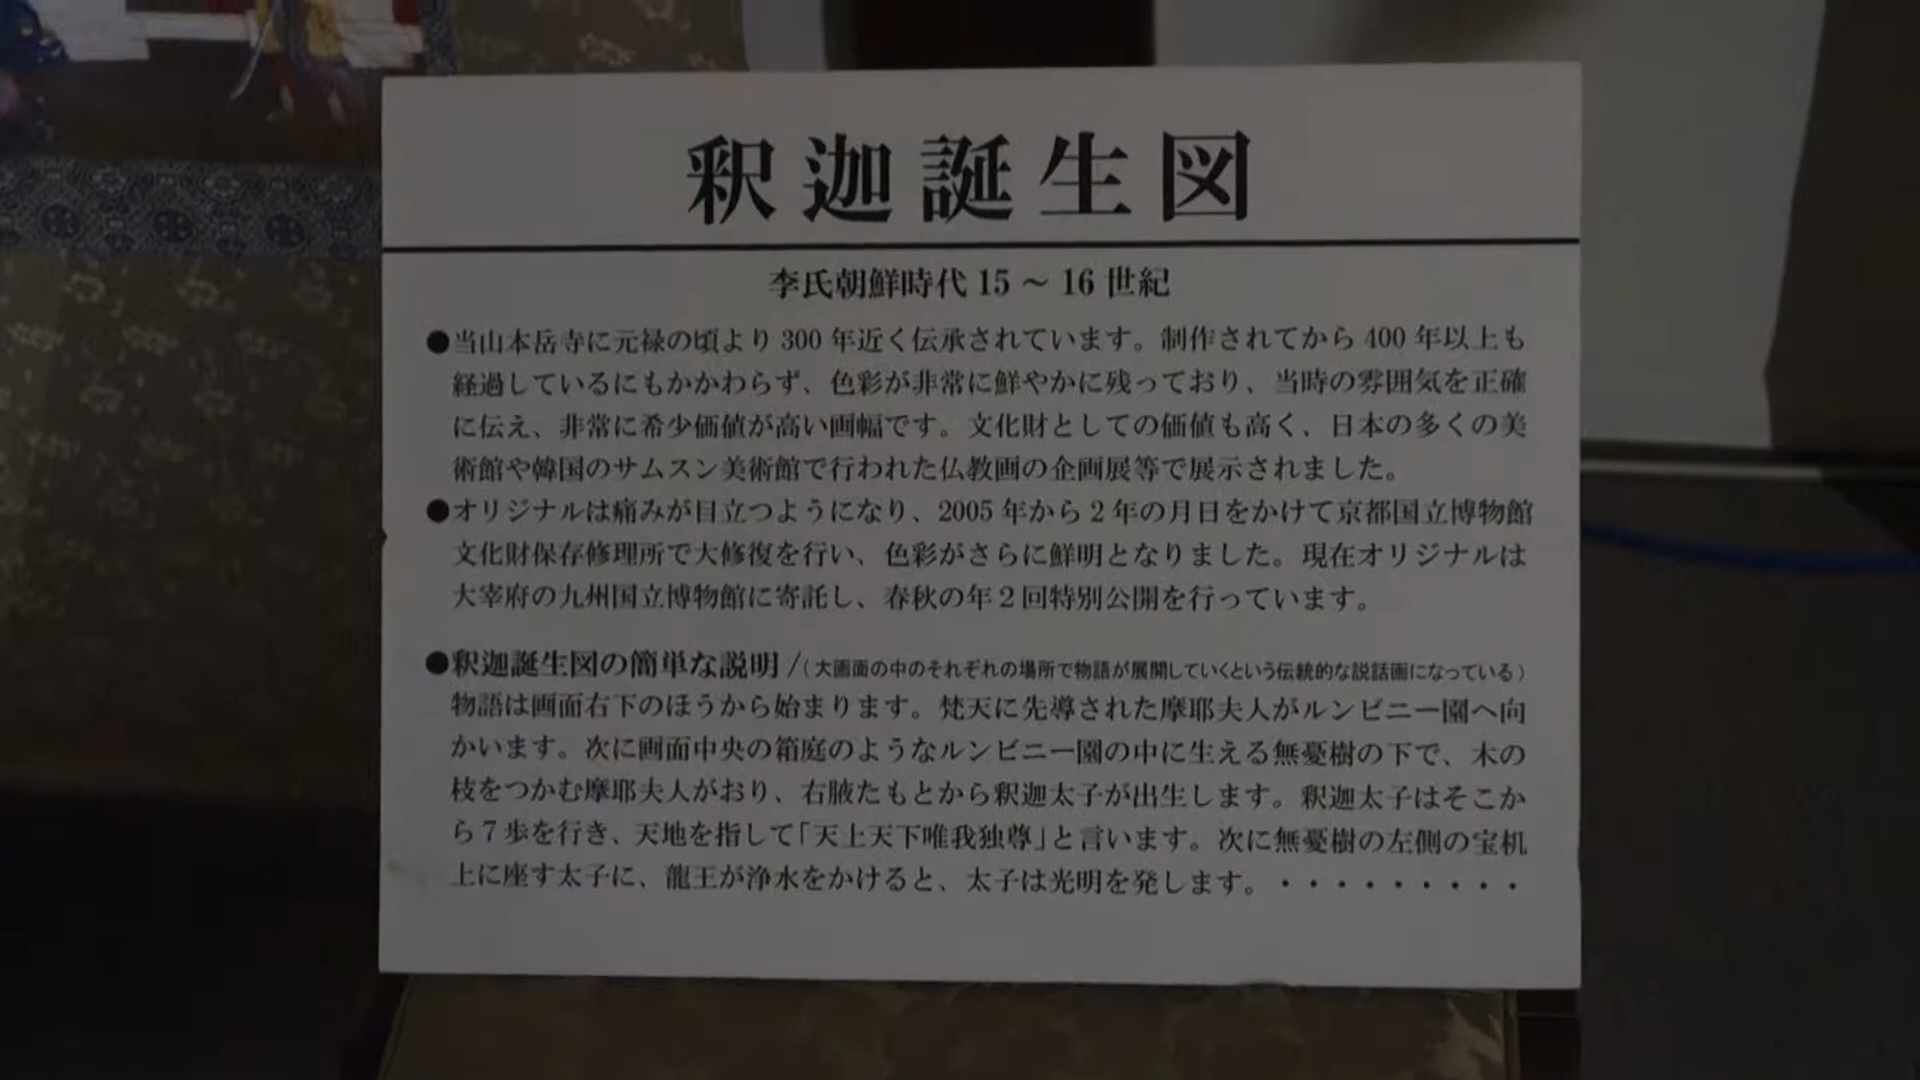 釈迦誕生図
李氏朝鮮時代 15 ～ 16 世紀
●当山本岳寺に元禄の頃より 300 年近く伝承されています。制作されてから 400 年以上も
経過しているにもかかわらず、色彩が非常に鮮やかに残っており、当時の雰囲気を正確
に伝え、非常に希少価値が高い画幅です。文化財としての価値も高く、日本の多くの美
術館や韓国のサムスン美術館で行われた仏教画の企画展等で展示されました。
●オリジナルは痛みが目立つようになり、2005 年から 2 年の月日をかけて京都国立博物館
文化財保存修理所で大修復を行い、色彩がさらに鮮明となりました。現在オリジナルは
大宰府の九州国立博物館に寄託し、春秋の年 2 回特別公開を行っています。
●釈迦誕生図の簡単な説明 /（大画面の中のそれぞれの場所で物語が展開していくという伝統的な説話画になっている）
物語は画面右下のほうから始まります。梵天に先導された摩耶夫人がルンビニー園へ向
かいます。次に画面中央の箱庭のようなルンビニー園の中に生える無憂樹の下で、木の
枝をつかむ摩耶夫人がおり、右腋たもとから釈迦太子が出生します。釈迦太子はそこか
ら 7 歩を行き、天地を指して「天上天下唯我独尊」と言います。次に無憂樹の左側の宝机
上に座す太子に、龍王が浄水をかけると、太子は光明を発します。・・・・・・・・・